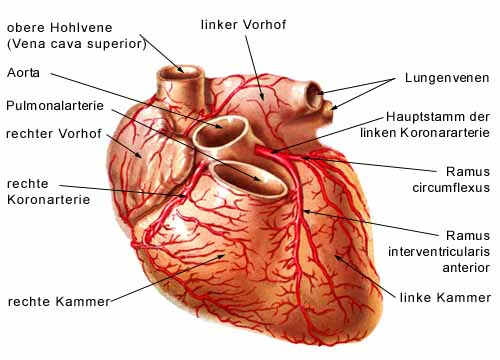 obere Hohlvene
(Vena cava superior)
linker Vorhof
Aorta
Lungenvenen
Pulmonalarterie
Hauptstamm der
linken Koronararterie
rechter Vorhof
Ramus
circumflexus
rechte
Koronarterie
Ramus
interventricularis
anterior
rechte Kammer
linke Kammer